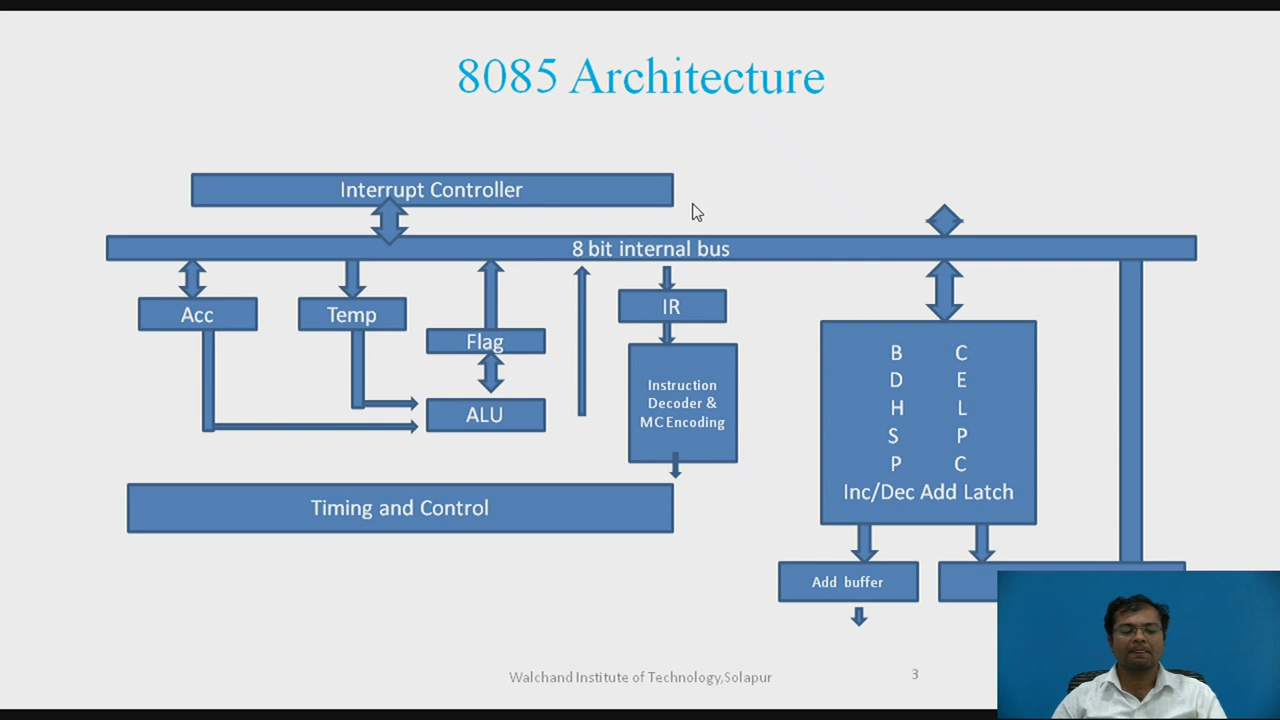 8085 Architecture
Interrupt Controller
8 bit internal bus
Acc
Temp
Flag
ALU
IR
Instruction
Decoder &
MC Encoding
B C
D E
H L
S P
P C
Inc/Dec Add Latch
Timing and Control
Add buffer
Walchand Institute of Technology,Solapur
3